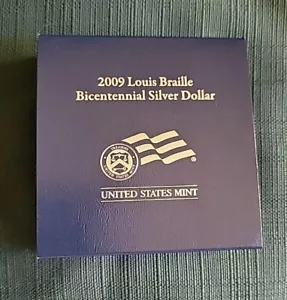 2009 Louis Braille
Bicentennial Silver Dollar
UNITED STATES MINT